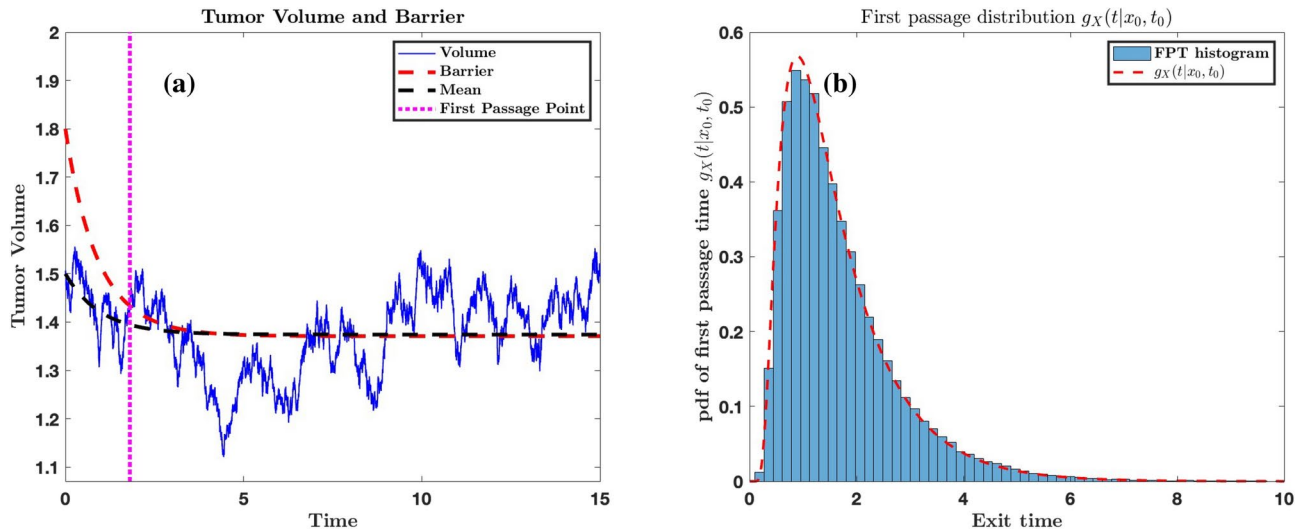 Tumor Volume and Barrier
(a)
Volume
Barrier
Mean
First Passage Point
Tumor Volume
2
1.9
1.8
1.7
1.6
1.5
1.4
1.3
1.2
1.1
0
5
10
15
Time
First passage distribution $g_X(t|x_0, t_0)$
(b)
FPT histogram
$g_X(t|x_0, t_0)$
pdf of first passage time $g_X(t|x_0, t_0)$
0.6
0.5
0.4
0.3
0.2
0.1
0
0
2
4
6
8
10
Exit time